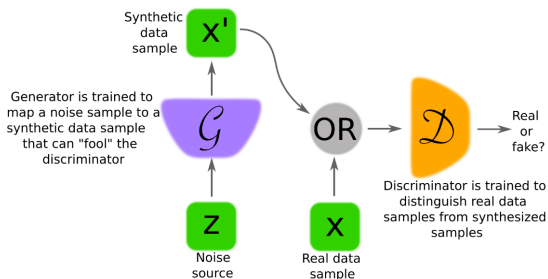 Synthetic
data
sample
x'
Generator is trained to
map a noise sample to a
synthetic data sample
that can "fool" the
discriminator
G
OR
D
Real
or
fake?
Discriminator is trained to
distinguish real data
samples from synthesized
samples
z
Noise
source
x
Real data
sample